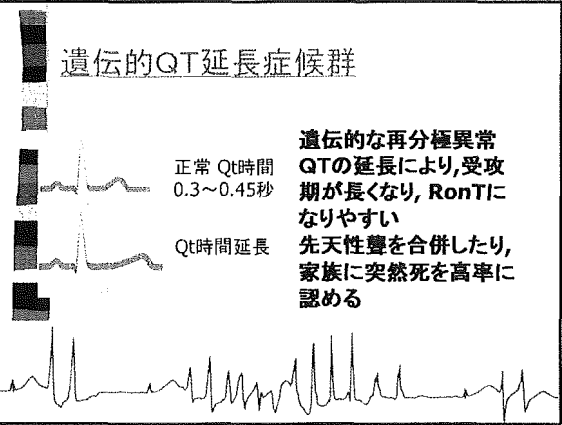 遺伝的QT延長症候群
正常 Qt時間
0.3～0.45秒
Qt時間延長
遺伝的な再分極異常
QTの延長により,受攻
期が長くなり, RonTに
なりやすい
先天性聾を合併したり,
家族に突然死を高率に
認める